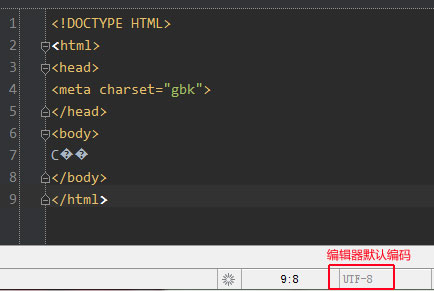 1 <!DOCTYPE HTML>
2 <html>
3 <head>
4 <meta charset="gbk">
5 </head>
6 <body>
7 C��
8 </body>
9 </html>
编辑器默认编码
9:8 UTF-8